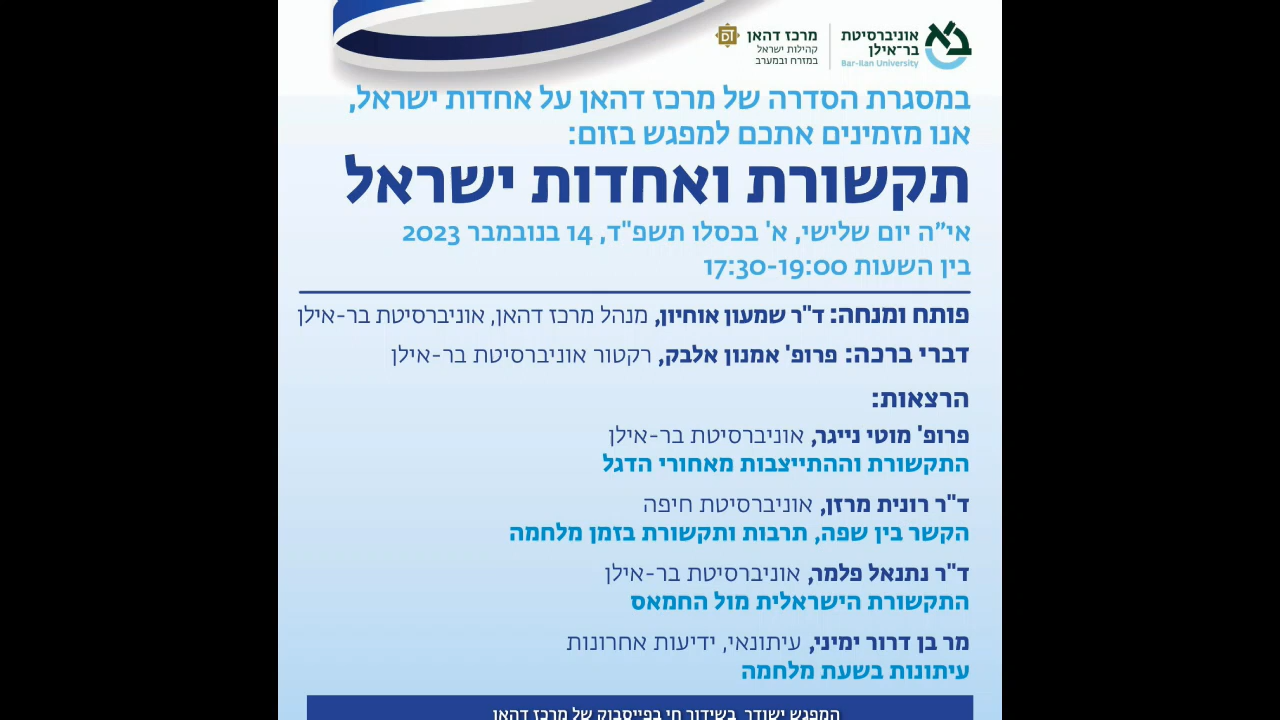 אוניברסיטת
בר-אילן
Bar-Ilan University
מרכז דהאן
קהילות ישראל
במזרח ובמערב
במסגרת הסדרה של מרכז דהאן על אחדות ישראל,
אנו מזמינים אתכם למפגש בזום:
תקשורת ואחדות ישראל
אי״ה יום שלישי, א' בכסלו תשפ"ד, 14 בנובמבר 2023
בין השעות 17:30-19:00
פותח ומנחה: ד"ר שמעון אוחיון, מנהל מרכז דהאן, אוניברסיטת בר-אילן
דברי ברכה: פרופ' אמנון אלבק, רקטור אוניברסיטת בר-אילן
הרצאות:
פרופ' מוטי נייגר, אוניברסיטת בר-אילן
התקשורת וההתייצבות מאחורי הדגל
ד"ר רונית מרזן, אוניברסיטת חיפה
הקשר בין שפה, תרבות ותקשורת בזמן מלחמה
ד"ר נתנאל פלמר, אוניברסיטת בר-אילן
התקשורת הישראלית מול החמאס
מר בן דרור ימיני, עיתונאי, ידיעות אחרונות
עיתונות בשעת מלחמה
המפגש ישודר בשידור חי בפייסבוק של מרכז דהאן